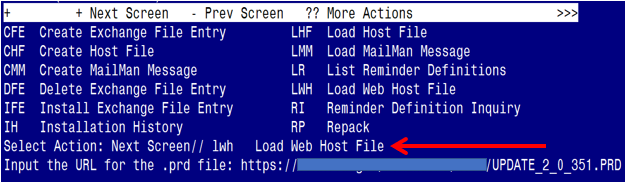 + + Next Screen - Prev Screen ?? More Actions >>>
CFE Create Exchange File Entry LHF Load Host File
CHF Create Host File LMM Load MailMan Message
CMM Create MailMan Message LR List Reminder Definitions
DFE Delete Exchange File Entry LWH Load Web Host File
IFE Install Exchange File Entry RI Reminder Definition Inquiry
IH Installation History RP Repack
Select Action: Next Screen// lwh Load Web Host File
Input the URL for the .prd file: https:// /UPDATE_2_0_351.PRD